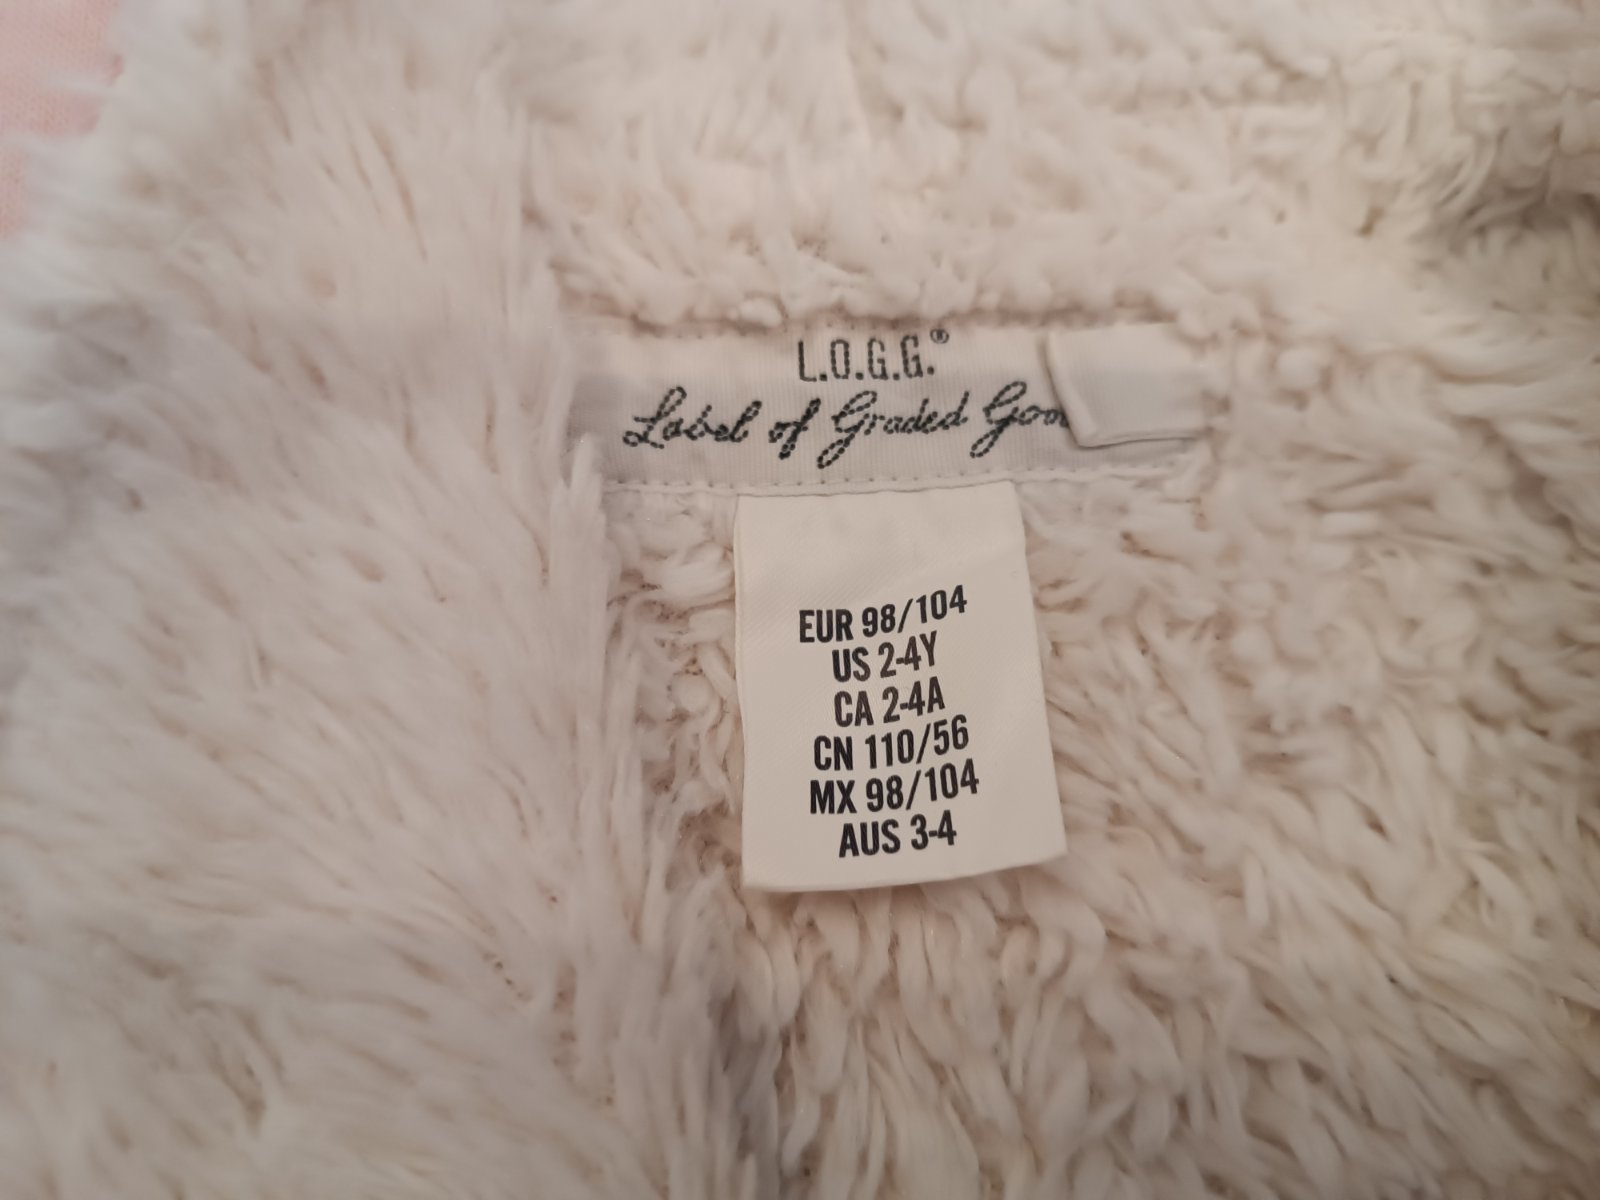 L.O.G.G.®
Label of Graded
EUR 98/104
US 2-4Y
CA 2-4A
CN 110/56
MX 98/104
AUS 3-4